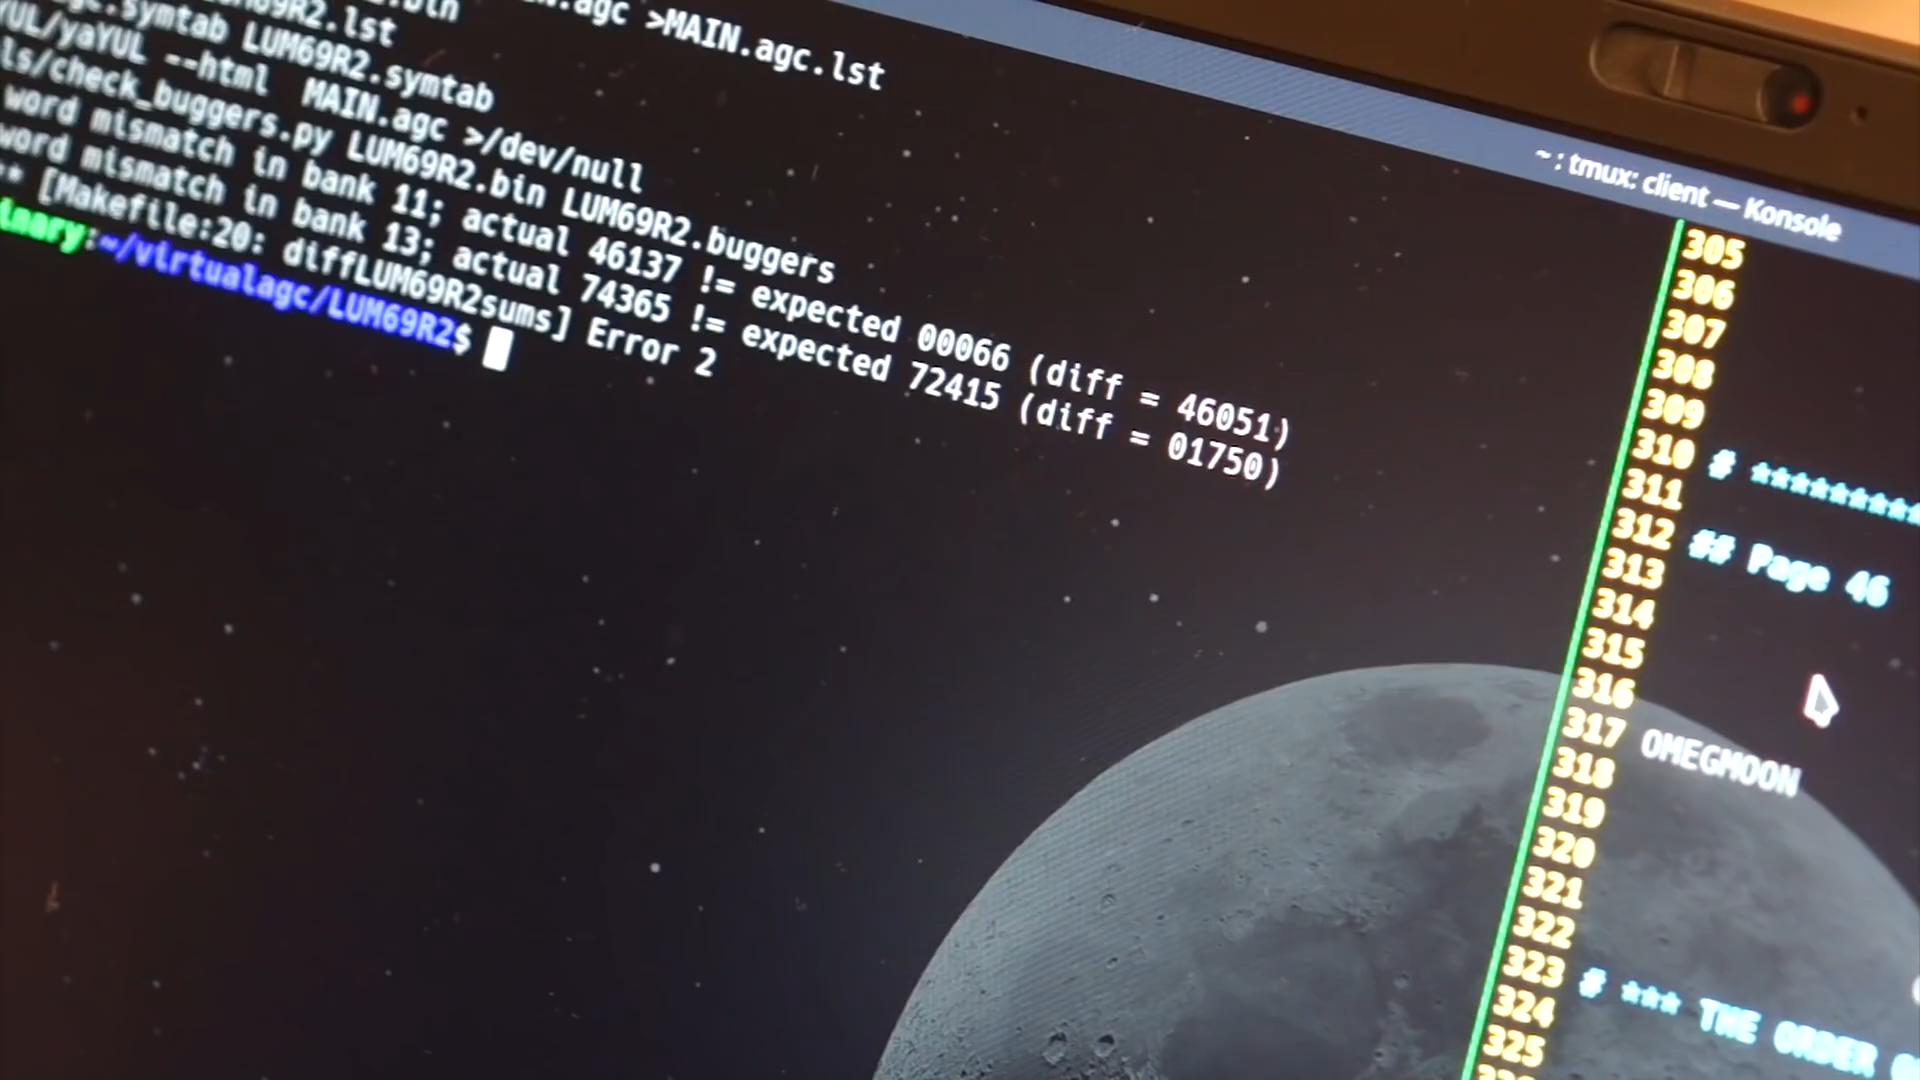 .agc >MAIN.agc.lst
LUM69R2.lst
.symtab LUM69R2.symtab
YUL/yaYUL --html MAIN.agc >/dev/null
ls/check_buggers.py LUM69R2.bin LUM69R2.buggers
word mismatch in bank 11; actual 46137 != expected 00066 (diff = 46051)
word mismatch in bank 13; actual 74365 != expected 72415 (diff = 01750)
[Makefile:20: diffLUM69R2sums] Error 2
inary:~/virtualagc/LUM69R2$
~ : tmux: client — Konsole
305
306
307
308
309
310 # *********
311
312 ## Page 46
313
314
315
316
317 OMEGMOON
318
319
320
321
322
323 # *** THE ORDER
324
325